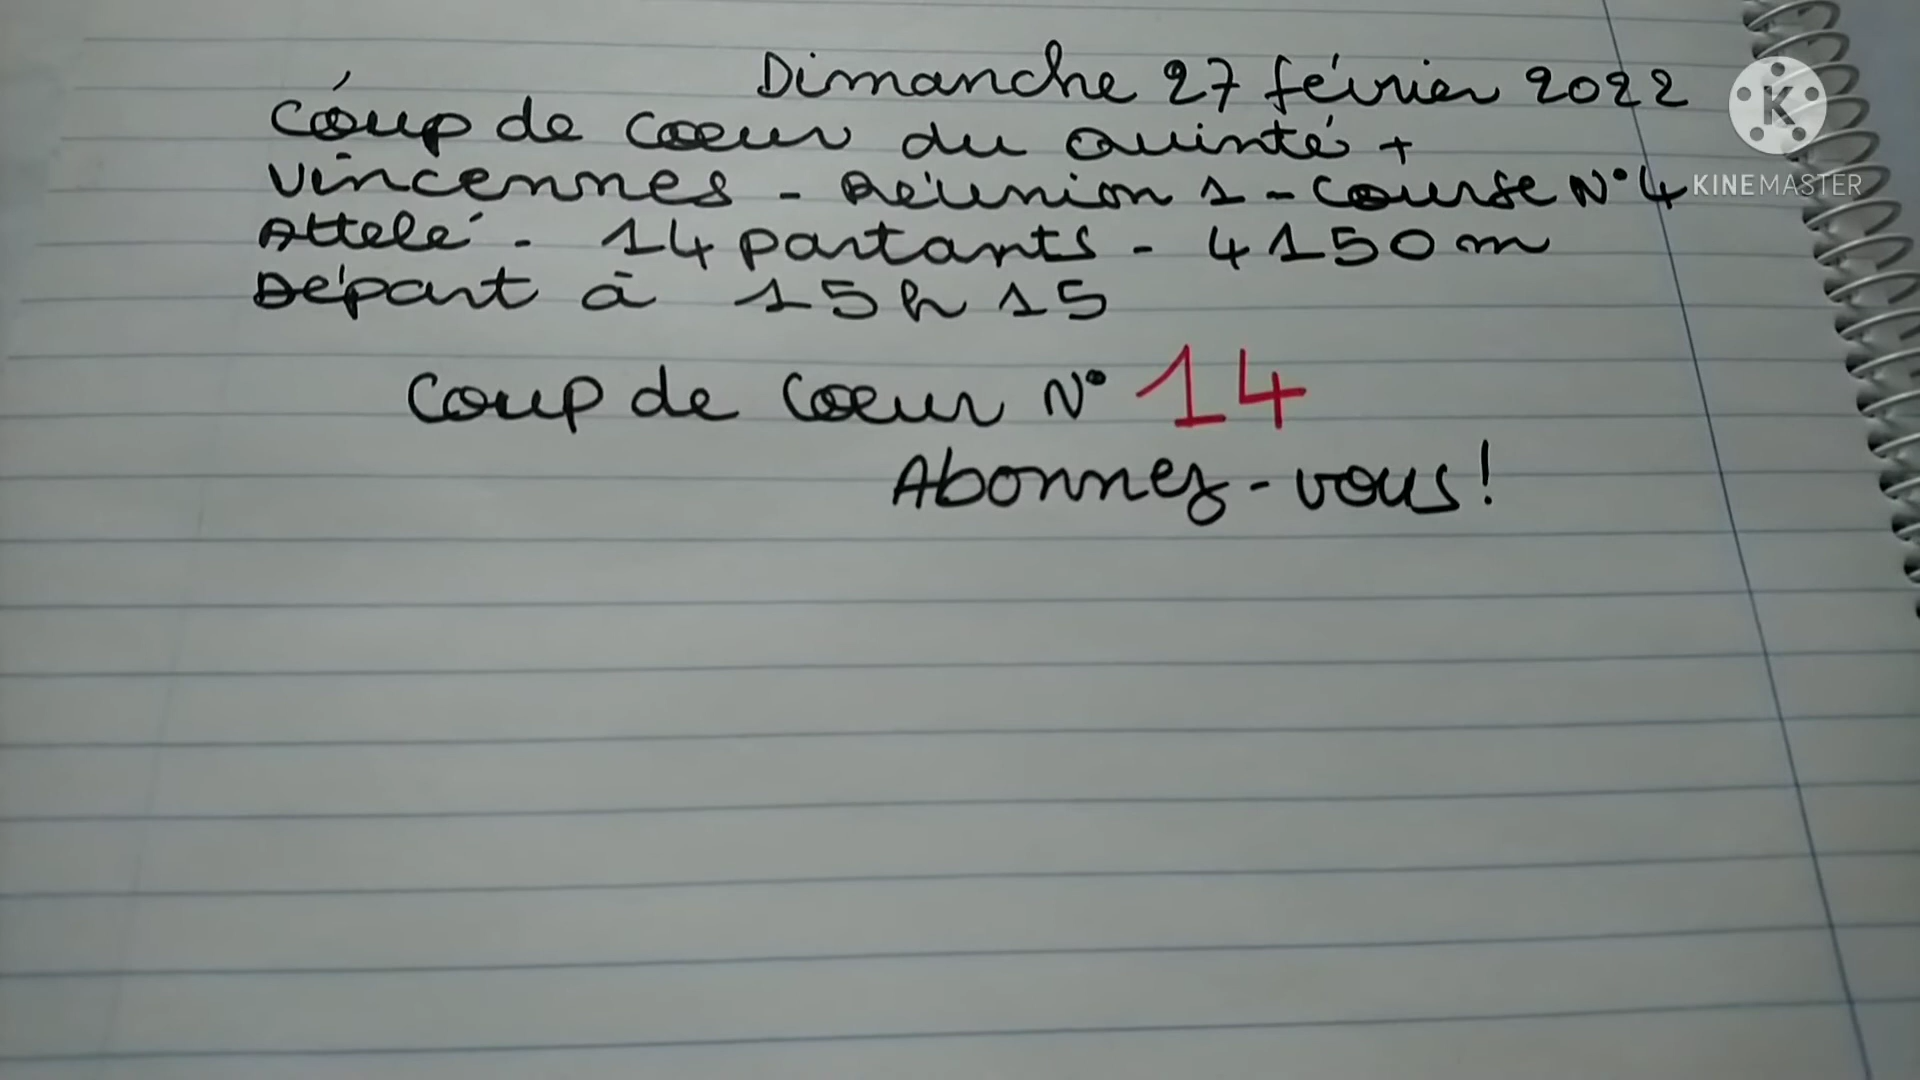 Dimanche 27 février 2022
Coup de coeur du Quinté +
Vincennes - Réunion 1 - Course N° 4
Attelé - 14 partants - 4150 m
Départ à 15h15
Coup de coeur N° 14
Abonnez-vous !
K
KINEMASTER